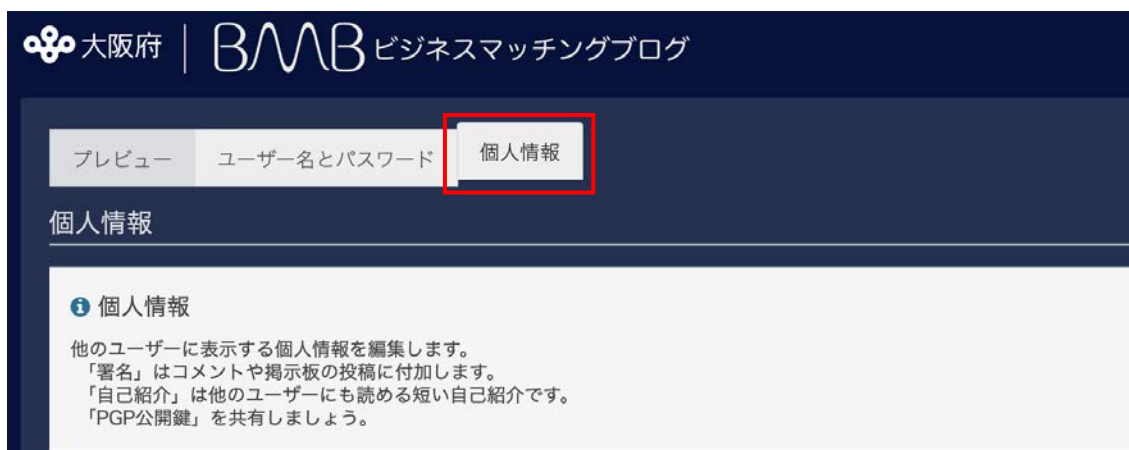 大阪府 | BMB ビジネスマッチングブログ
プレビュー ユーザー名とパスワード 個人情報
個人情報
個人情報
他のユーザーに表示する個人情報を編集します。
「署名」はコメントや掲示板の投稿に付加します。
「自己紹介」は他のユーザーにも読める短い自己紹介です。
「PGP公開鍵」を共有しましょう。